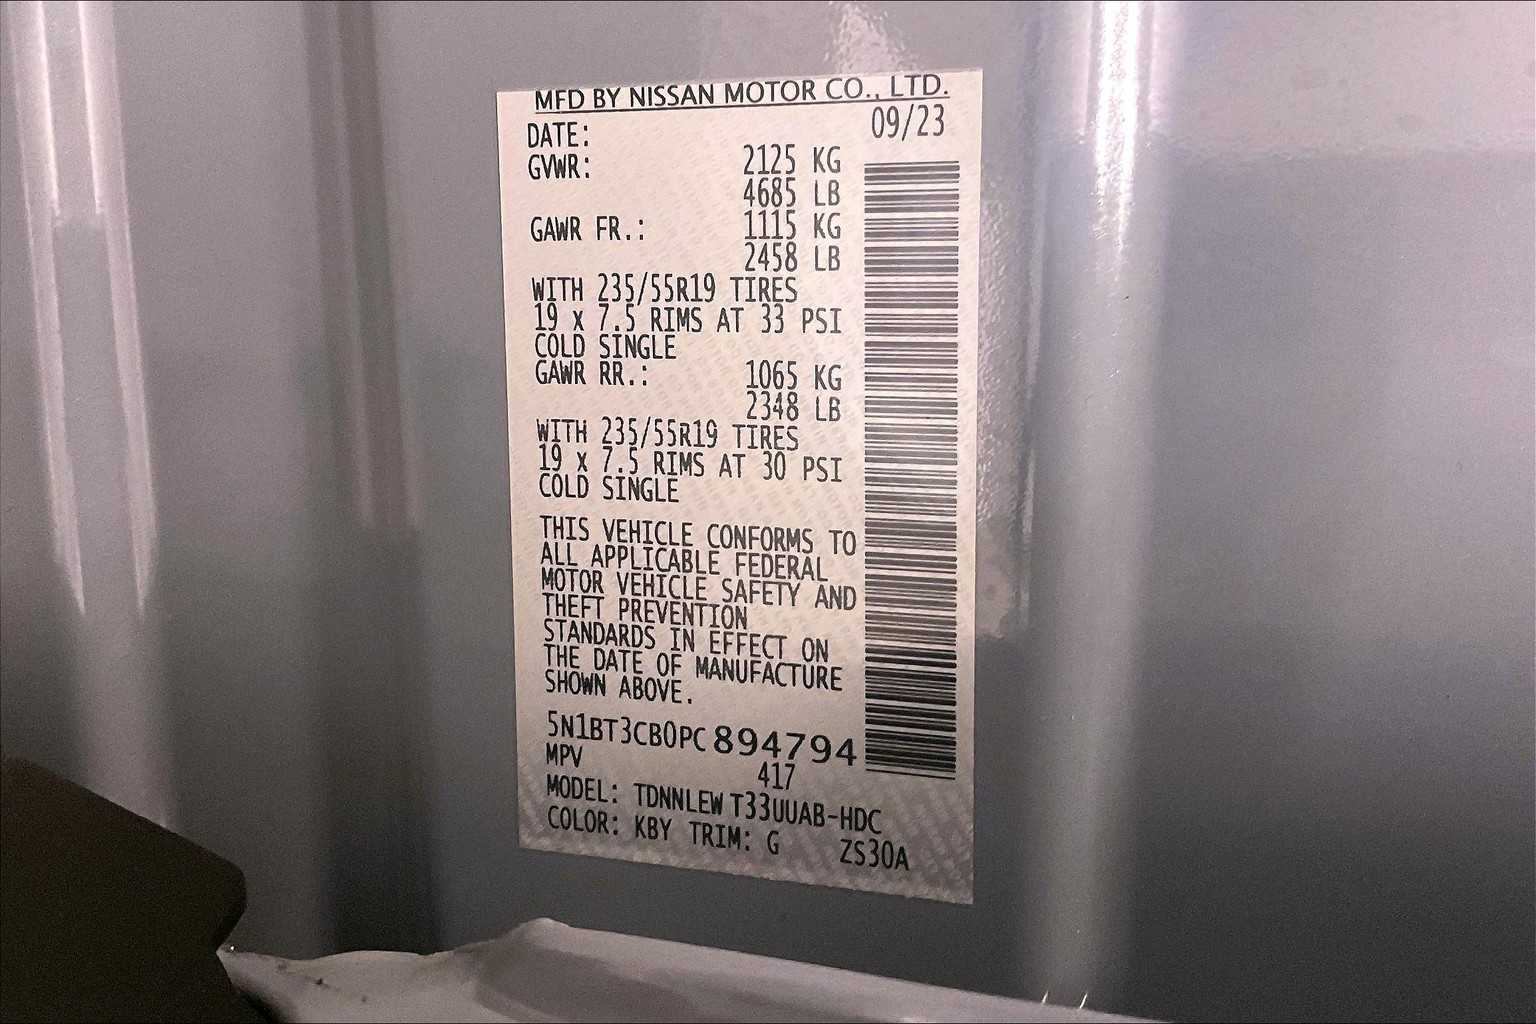 MFD BY NISSAN MOTOR CO., LTD.
DATE: 09/23
GVWR: 2125 KG
4685 LB
GAWR FR.: 1115 KG
2458 LB
WITH 235/55R19 TIRES
19 x 7.5 RIMS AT 33 PSI
COLD SINGLE
GAWR RR.: 1065 KG
2348 LB
WITH 235/55R19 TIRES
19 x 7.5 RIMS AT 30 PSI
COLD SINGLE
THIS VEHICLE CONFORMS TO
ALL APPLICABLE FEDERAL
MOTOR VEHICLE SAFETY AND
THEFT PREVENTION
STANDARDS IN EFFECT ON
THE DATE OF MANUFACTURE
SHOWN ABOVE.
5N1BT3CB0PC894794
MPV 417
MODEL: TDNNLEW T33UUAB-HDC
COLOR: KBY TRIM: G ZS30A